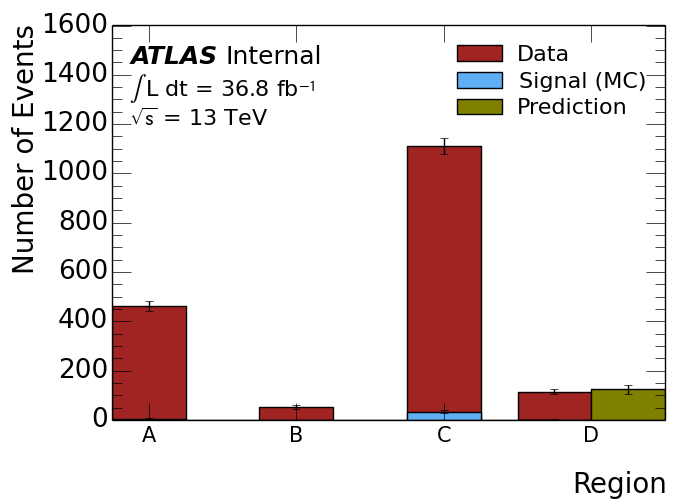 Number of Events
1600
1400
1200
1000
800
600
400
200
0
ATLAS Internal
∫L dt = 36.8 fb⁻¹
√s = 13 TeV
Data
Signal (MC)
Prediction
A B C D
Region